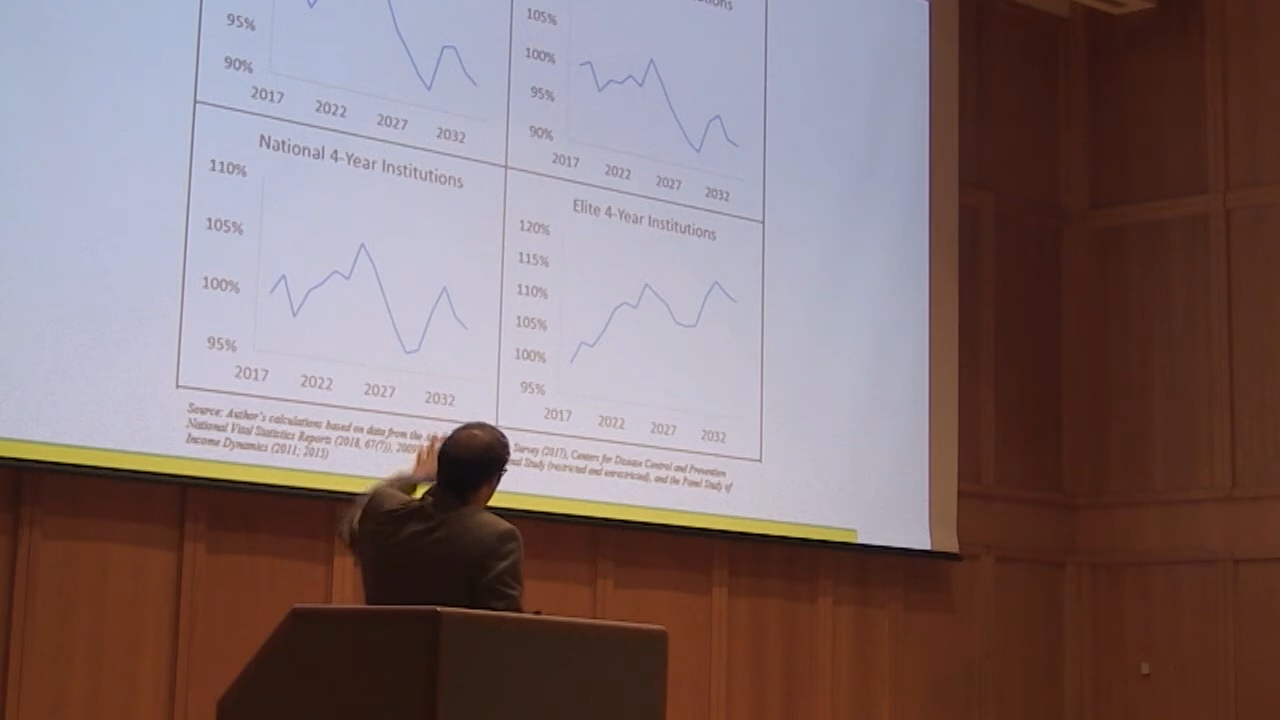 95%
90%
2017 2022 2027 2032
105%
100%
95%
90%
2017 2022 2027 2032
National 4-Year Institutions
110%
105%
100%
95%
2017 2022 2027 2032
Elite 4-Year Institutions
120%
115%
110%
105%
100%
95%
2017 2022 2027 2032
Source: Author's calculations based on data from the Survey (2017), Centers for Disease Control and Prevention
National Vital Statistics Reports (2018, 67(7)), Study (restricted and unrestricted), and the Panel Study of
Income Dynamics (2011; 2013)